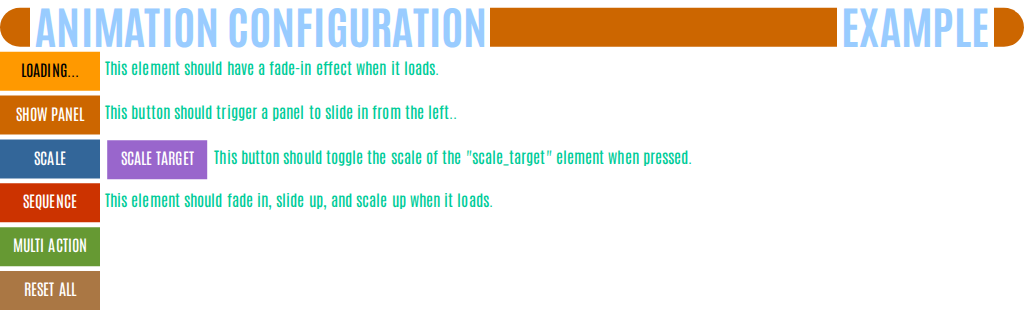 ANIMATION CONFIGURATION EXAMPLE
LOADING... This element should have a fade-in effect when it loads.
SHOW PANEL This button should trigger a panel to slide in from the left..
SCALE SCALE TARGET This button should toggle the scale of the "scale_target" element when pressed.
SEQUENCE This element should fade in, slide up, and scale up when it loads.
MULTI ACTION
RESET ALL